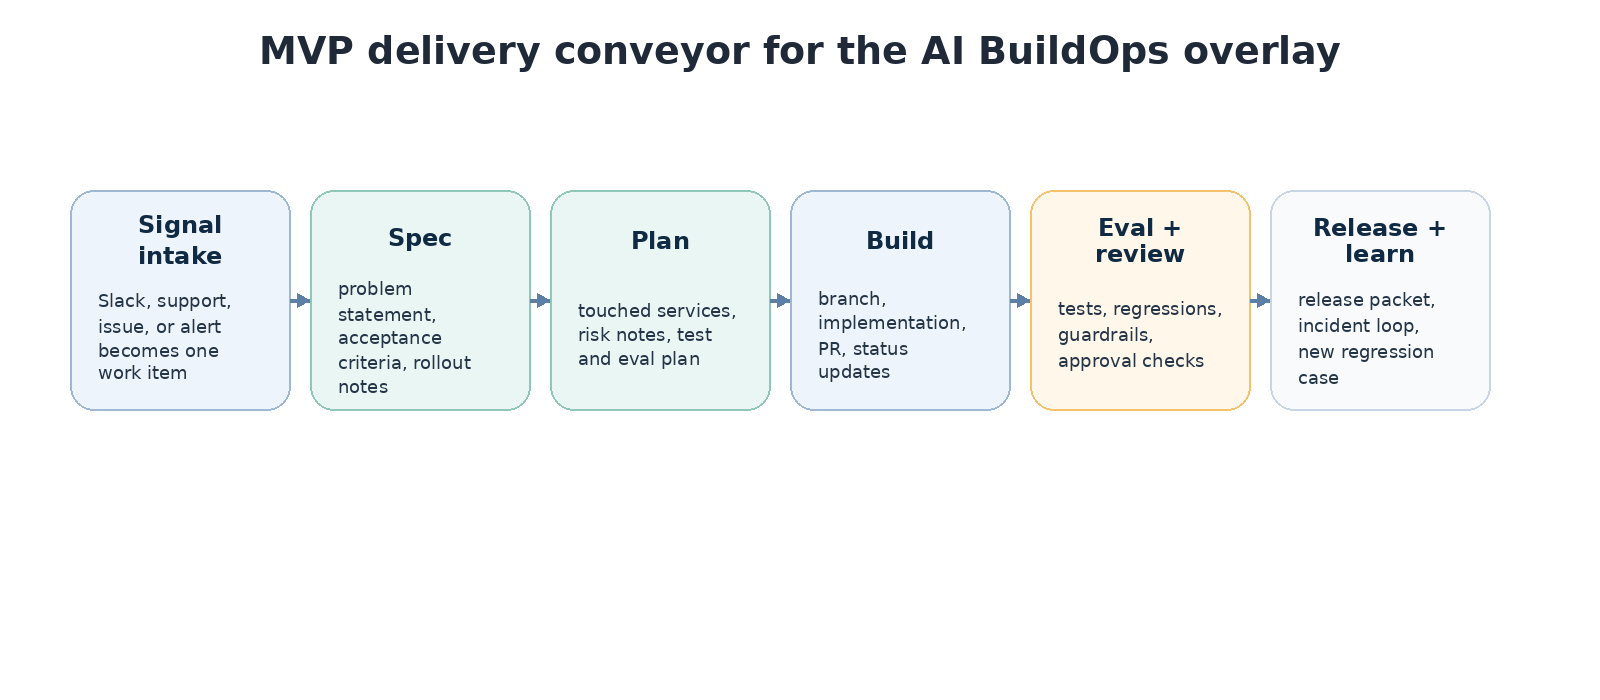 MVP delivery conveyor for the AI BuildOps overlay
Signal
intake
Slack, support,
issue, or alert
becomes one
work item
Spec
problem
statement,
acceptance
criteria, rollout
notes
Plan
touched services,
risk notes, test
and eval plan
Build
branch,
implementation,
PR, status
updates
Eval +
review
tests, regressions,
guardrails,
approval checks
Release +
learn
release packet,
incident loop,
new regression
case